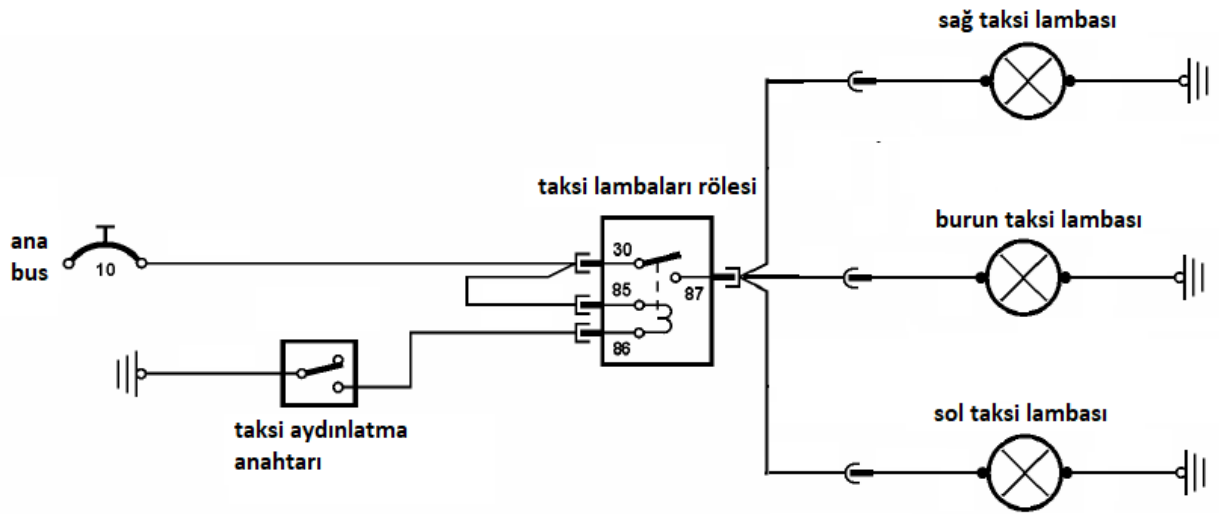 sağ taksi lambası
taksi lambaları rölesi
burun taksi lambası
ana
bus
10
30
85
87
86
taksi aydınlatma
anahtarı
sol taksi lambası